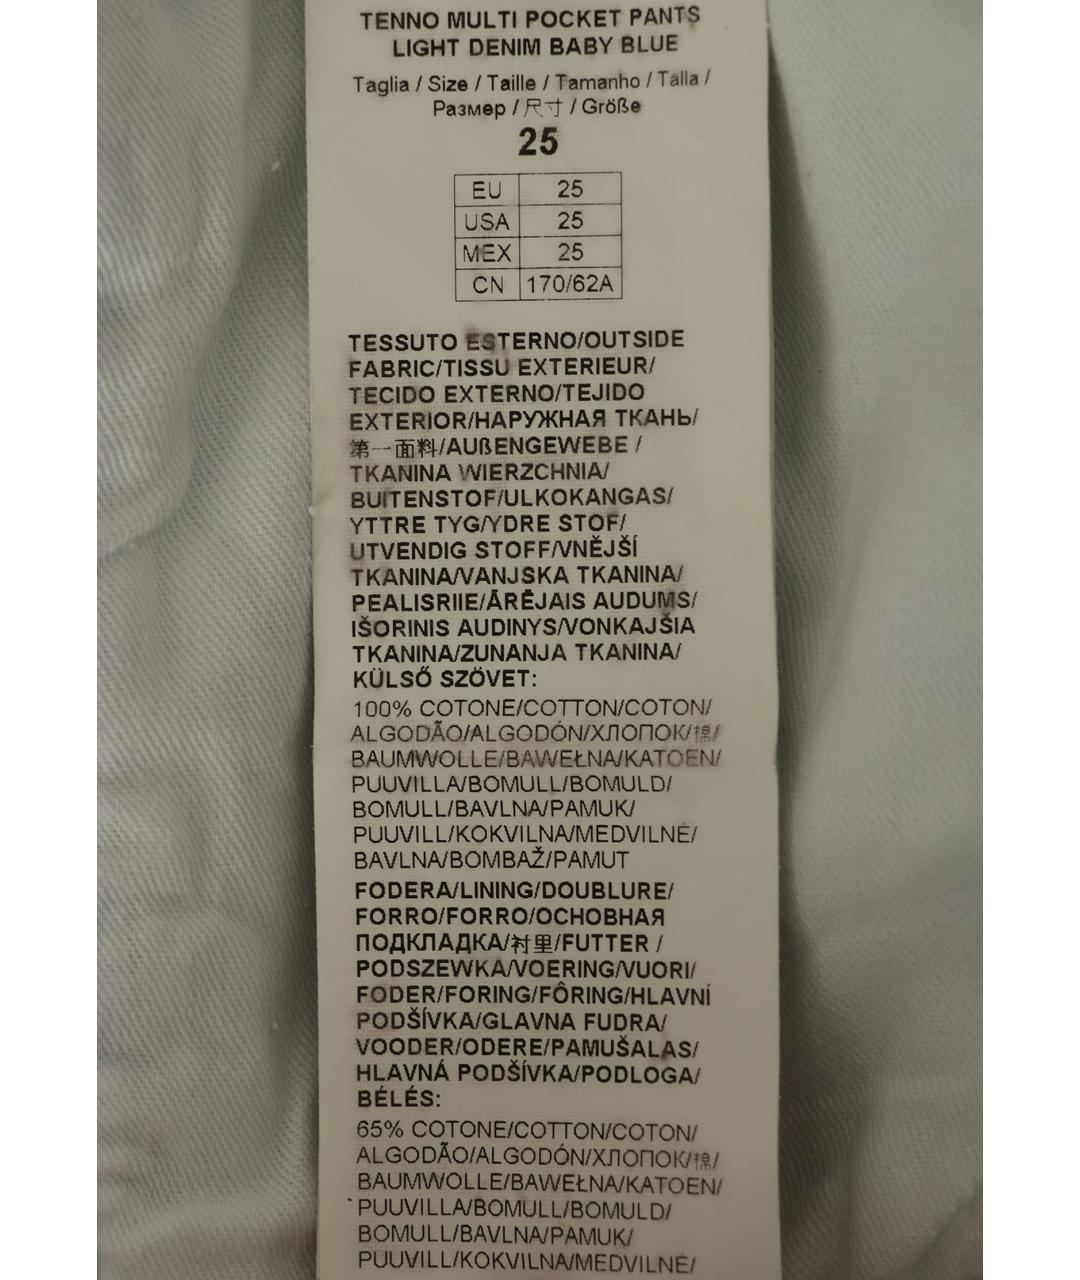 TENNO MULTI POCKET PANTS
LIGHT DENIM BABY BLUE
Taglia / Size / Taille / Tamanho / Talla /
Размер / 尺寸 / Größe
25
EU 25
USA 25
MEX 25
CN 170/62A
TESSUTO ESTERNO/OUTSIDE
FABRIC/TISSU EXTERIEUR/
TECIDO EXTERNO/TEJIDO
EXTERIOR/НАРУЖНАЯ ТКАНЬ/
第一面料/AUßENGEWEBE /
TKANINA WIERZCHNIA/
BUITENSTOF/ULKOKANGAS/
YTTRE TYG/YDRE STOF/
UTVENDIG STOFF/VNĚJŠÍ
TKANINA/VANJSKA TKANINA/
PEALISRIIE/ĀRĒJAIS AUDUMS/
IŠORINIS AUDINYS/VONKAJŠIA
TKANINA/ZUNANJA TKANINA/
KÜLSŐ SZÖVET:
100% COTONE/COTTON/COTON/
ALGODÃO/ALGODÓN/ХЛОПОК/棉/
BAUMWOLLE/BAWEŁNA/KATOEN/
PUUVILLA/BOMULL/BOMULD/
BOMULL/BAVLNA/PAMUK/
PUUVILL/KOKVILNA/MEDVILNĖ/
BAVLNA/BOMBAŽ/PAMUT
FODERA/LINING/DOUBLURE/
FORRO/FORRO/ОСНОВНАЯ
ПОДКЛАДКА/衬里/FUTTER /
PODSZEWKA/VOERING/VUORI/
FODER/FORING/FÔRING/HLAVNÍ
PODŠÍVKA/GLAVNA FUDRA/
VOODER/ODERE/PAMUŠALAS/
HLAVNÁ PODŠÍVKA/PODLOGA/
BÉLÉS:
65% COTONE/COTTON/COTON/
ALGODÃO/ALGODÓN/ХЛОПОК/棉/
BAUMWOLLE/BAWEŁNA/KATOEN/
PUUVILLA/BOMULL/BOMULD/
BOMULL/BAVLNA/PAMUK/
PUUVILL/KOKVILNA/MEDVILNĖ/